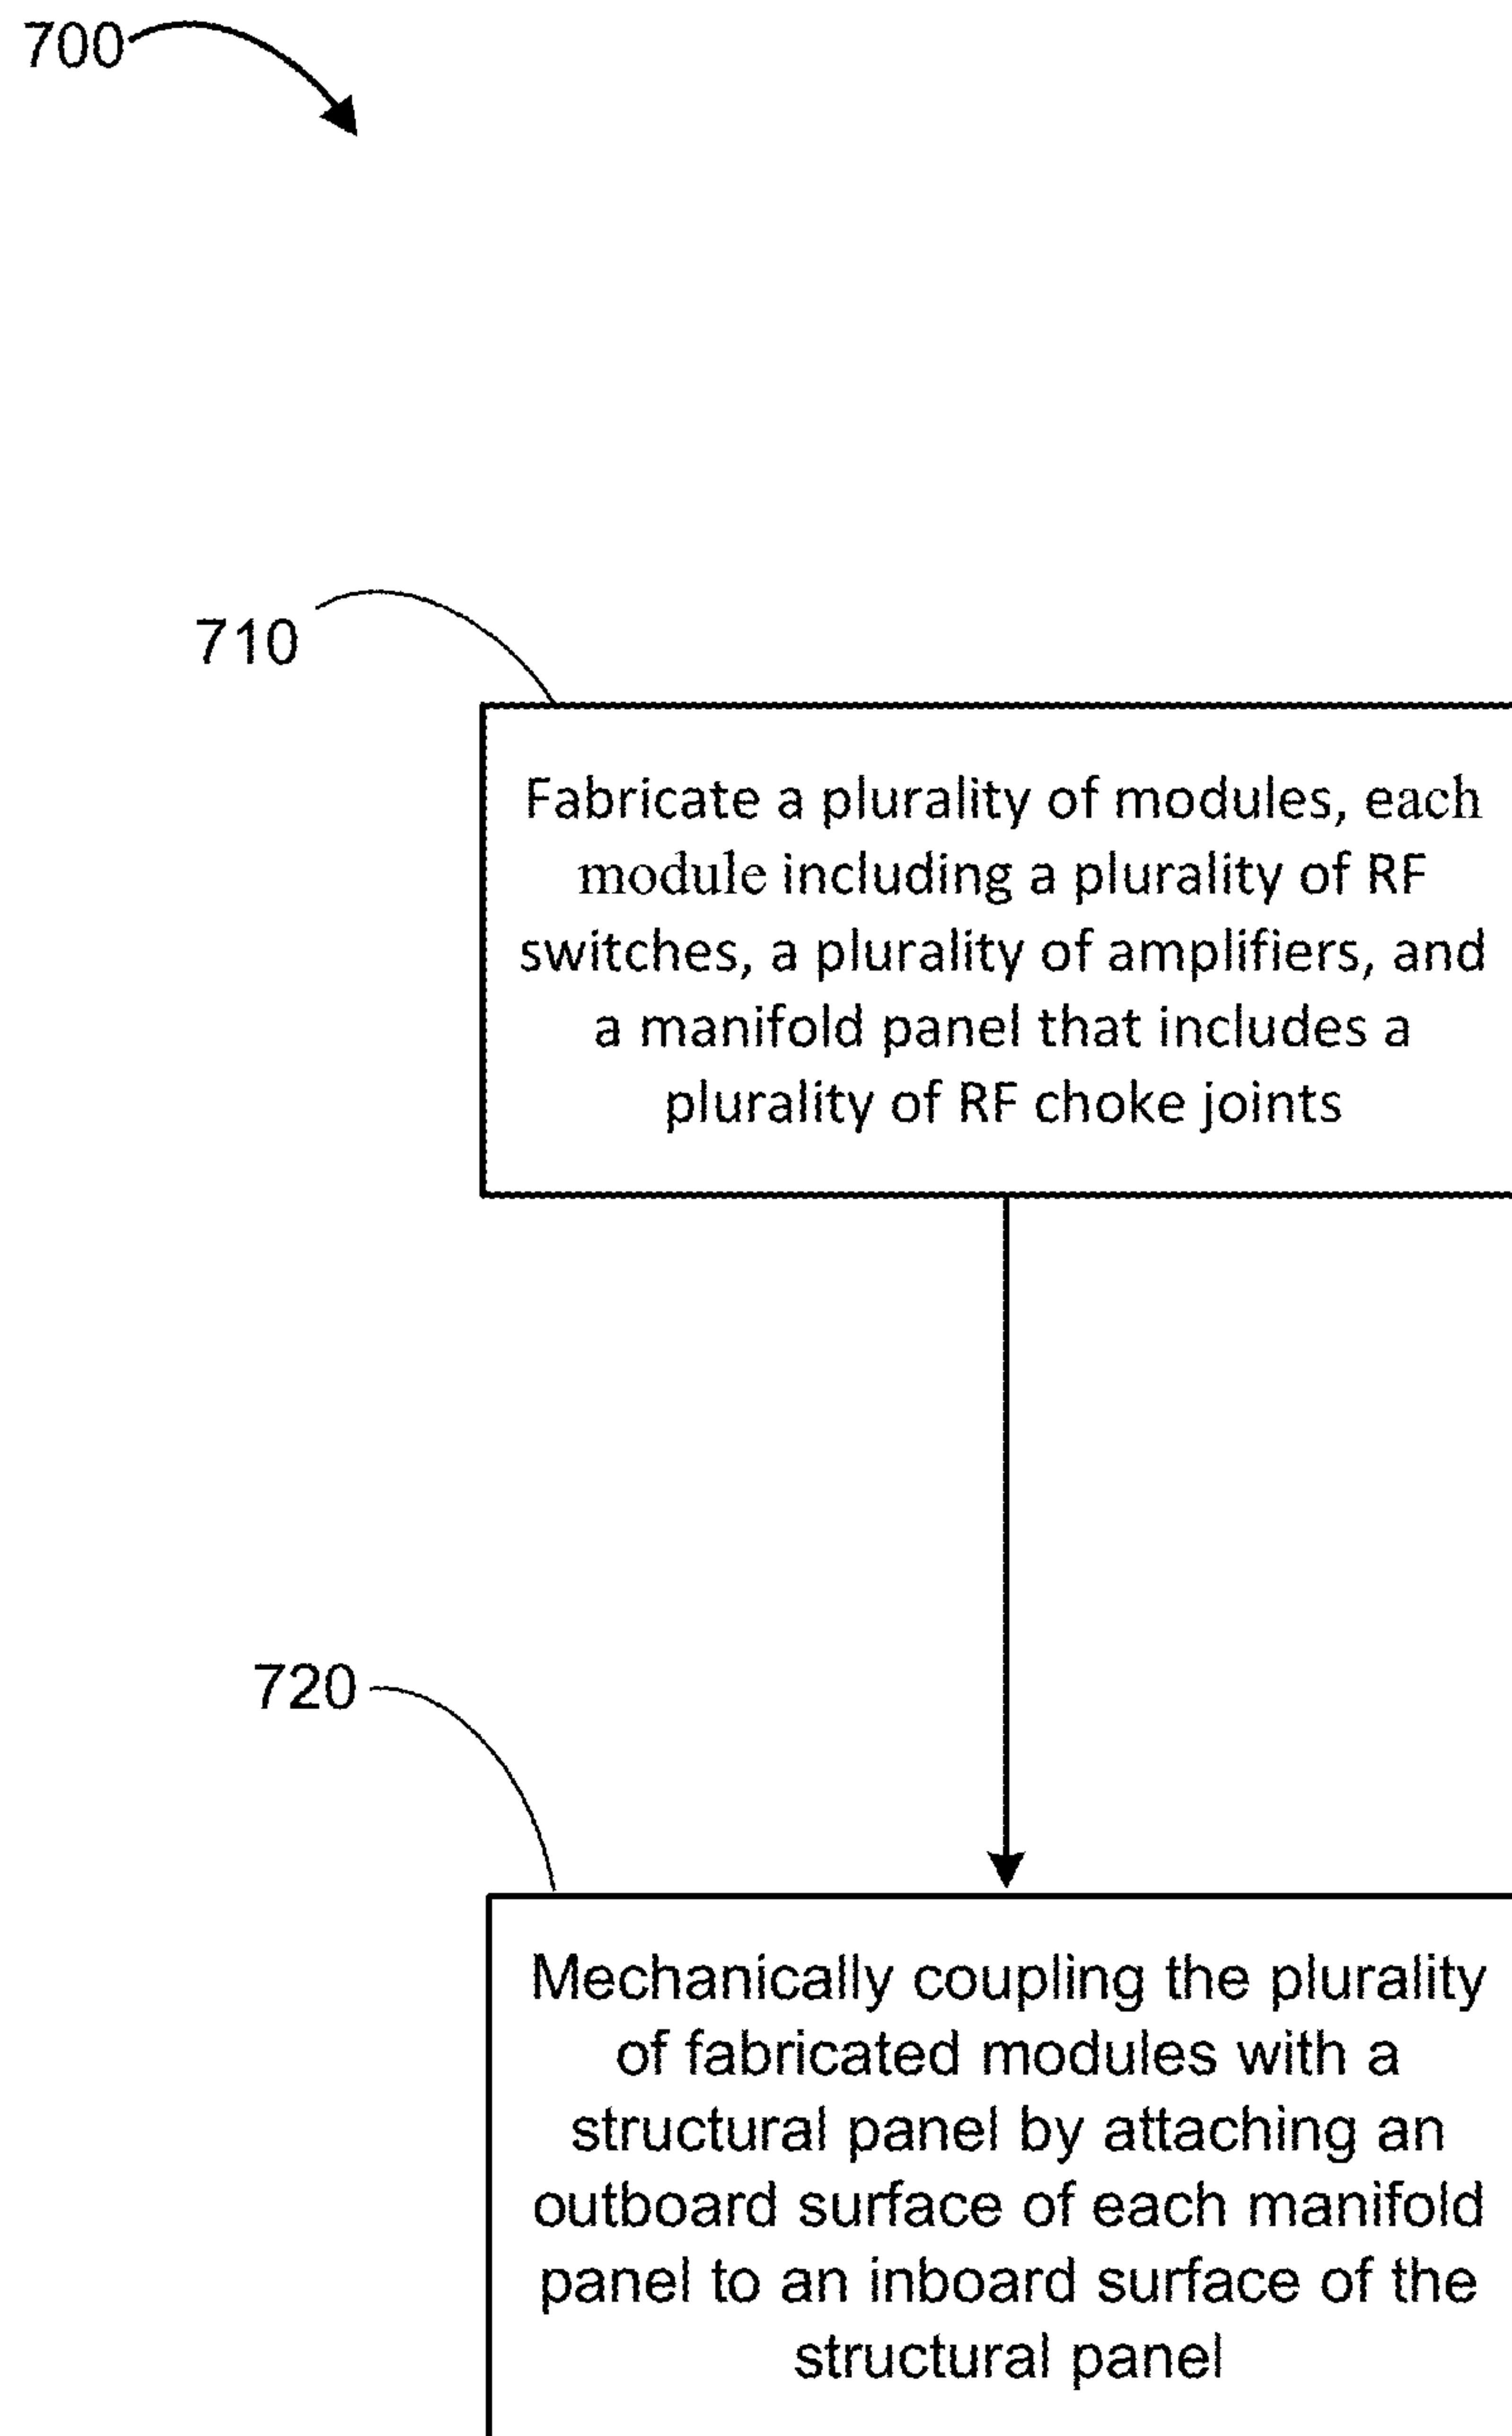 700
710
Fabricate a plurality of modules, each
module including a plurality of RF
switches, a plurality of amplifiers, and
a manifold panel that includes a
plurality of RF choke joints
720
Mechanically coupling the plurality
of fabricated modules with a
structural panel by attaching an
outboard surface of each manifold
panel to an inboard surface of the
structural panel